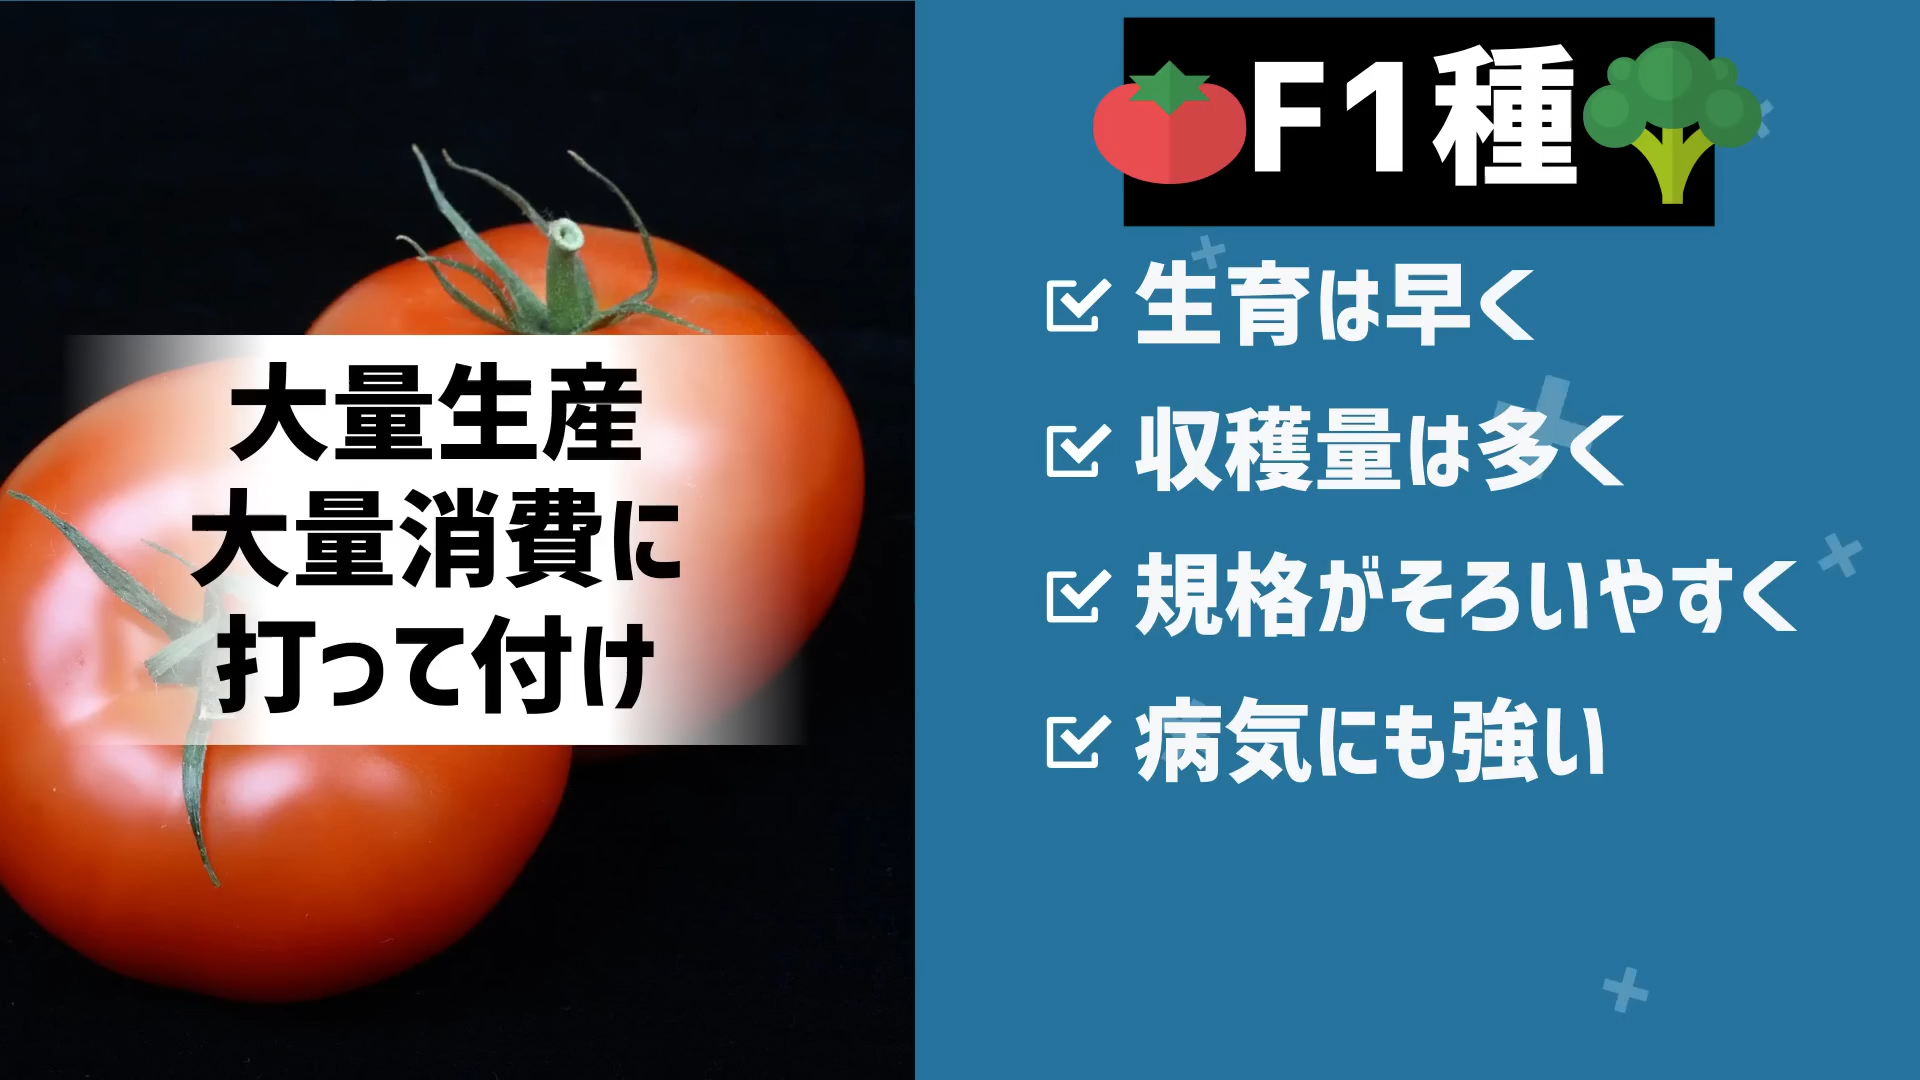 大量生産
大量消費に
打って付け
F1種
生育は早く
収穫量は多く
規格がそろいやすく
病気にも強い